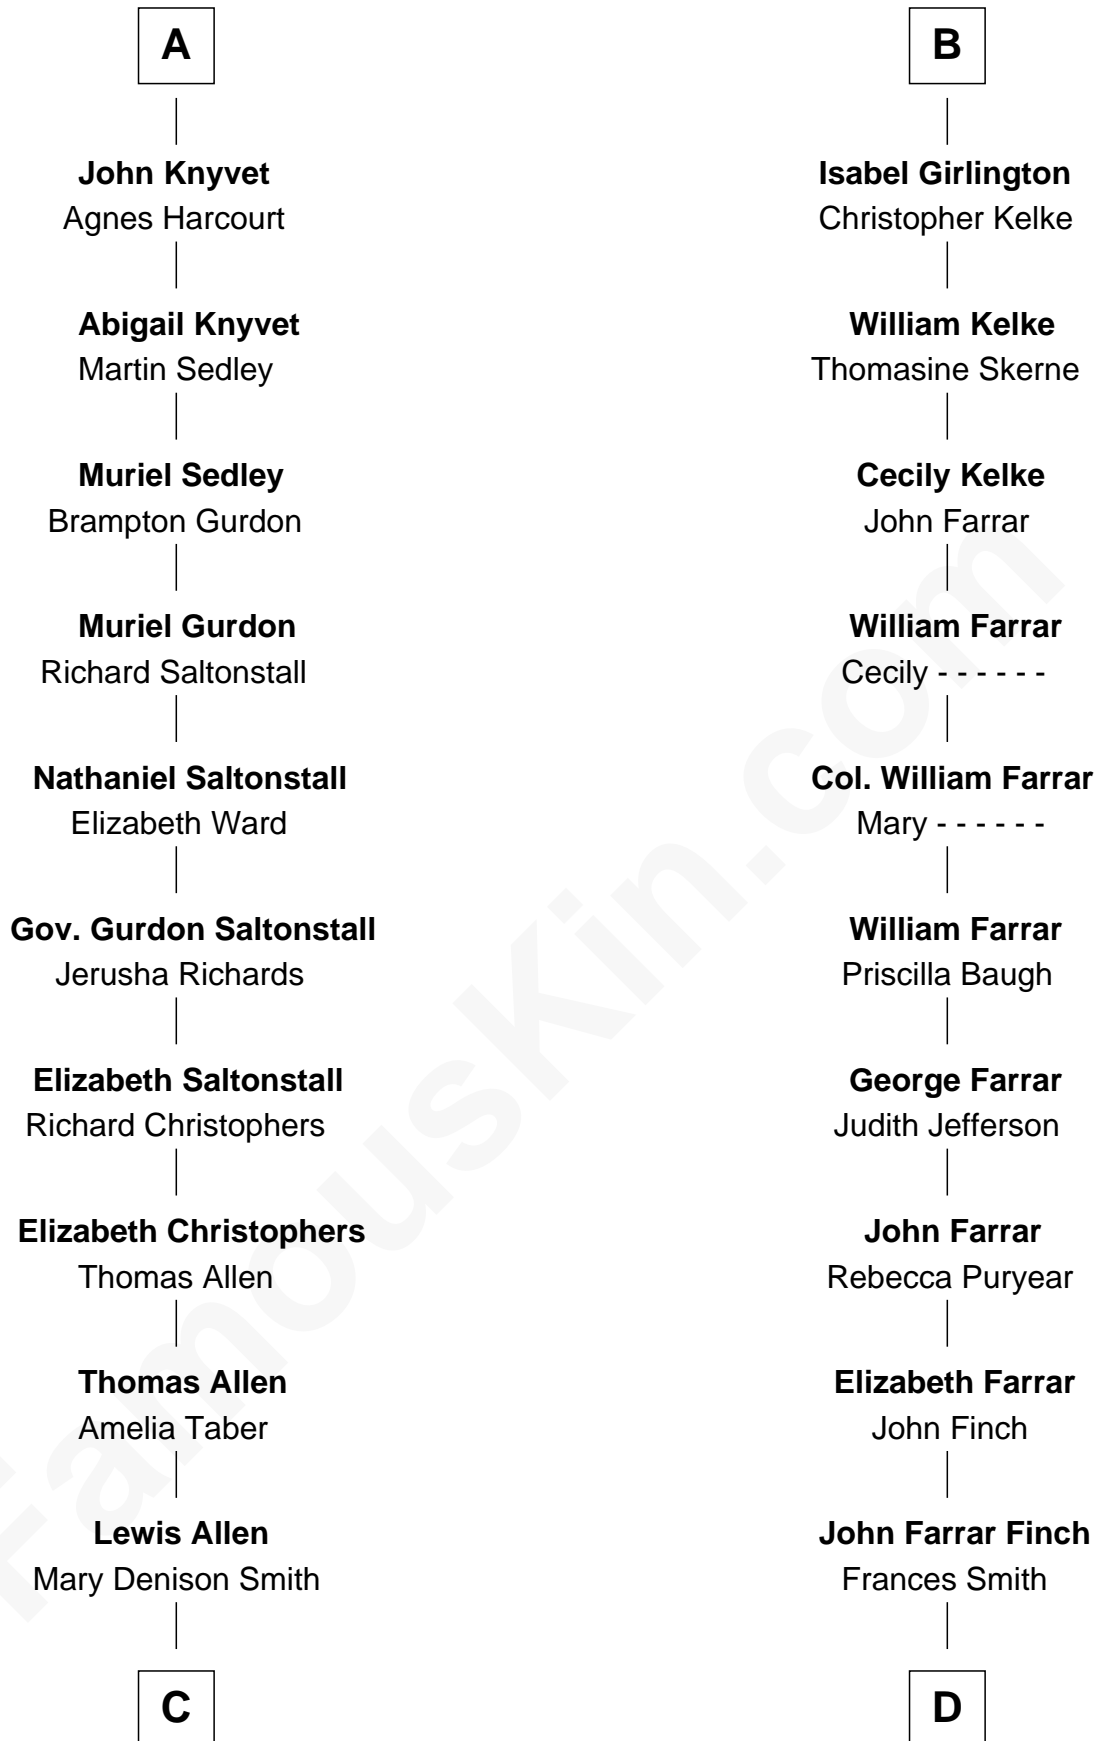 A
John Knyvet
Agnes Harcourt
Abigail Knyvet
Martin Sedley
Muriel Sedley
Brampton Gurdon
Muriel Gurdon
Richard Saltonstall
Nathaniel Saltonstall
Elizabeth Ward
Gov. Gurdon Saltonstall
Jerusha Richards
Elizabeth Saltonstall
Richard Christophers
Elizabeth Christophers
Thomas Allen
Thomas Allen
Amelia Taber
Lewis Allen
Mary Denison Smith
C
B
Isabel Girlington
Christopher Kelke
William Kelke
Thomasine Skerne
Cecily Kelke
John Farrar
William Farrar
Cecily - - - - - -
Col. William Farrar
Mary - - - - - -
William Farrar
Priscilla Baugh
George Farrar
Judith Jefferson
John Farrar
Rebecca Puryear
Elizabeth Farrar
John Finch
John Farrar Finch
Frances Smith
D
FamousKin.com